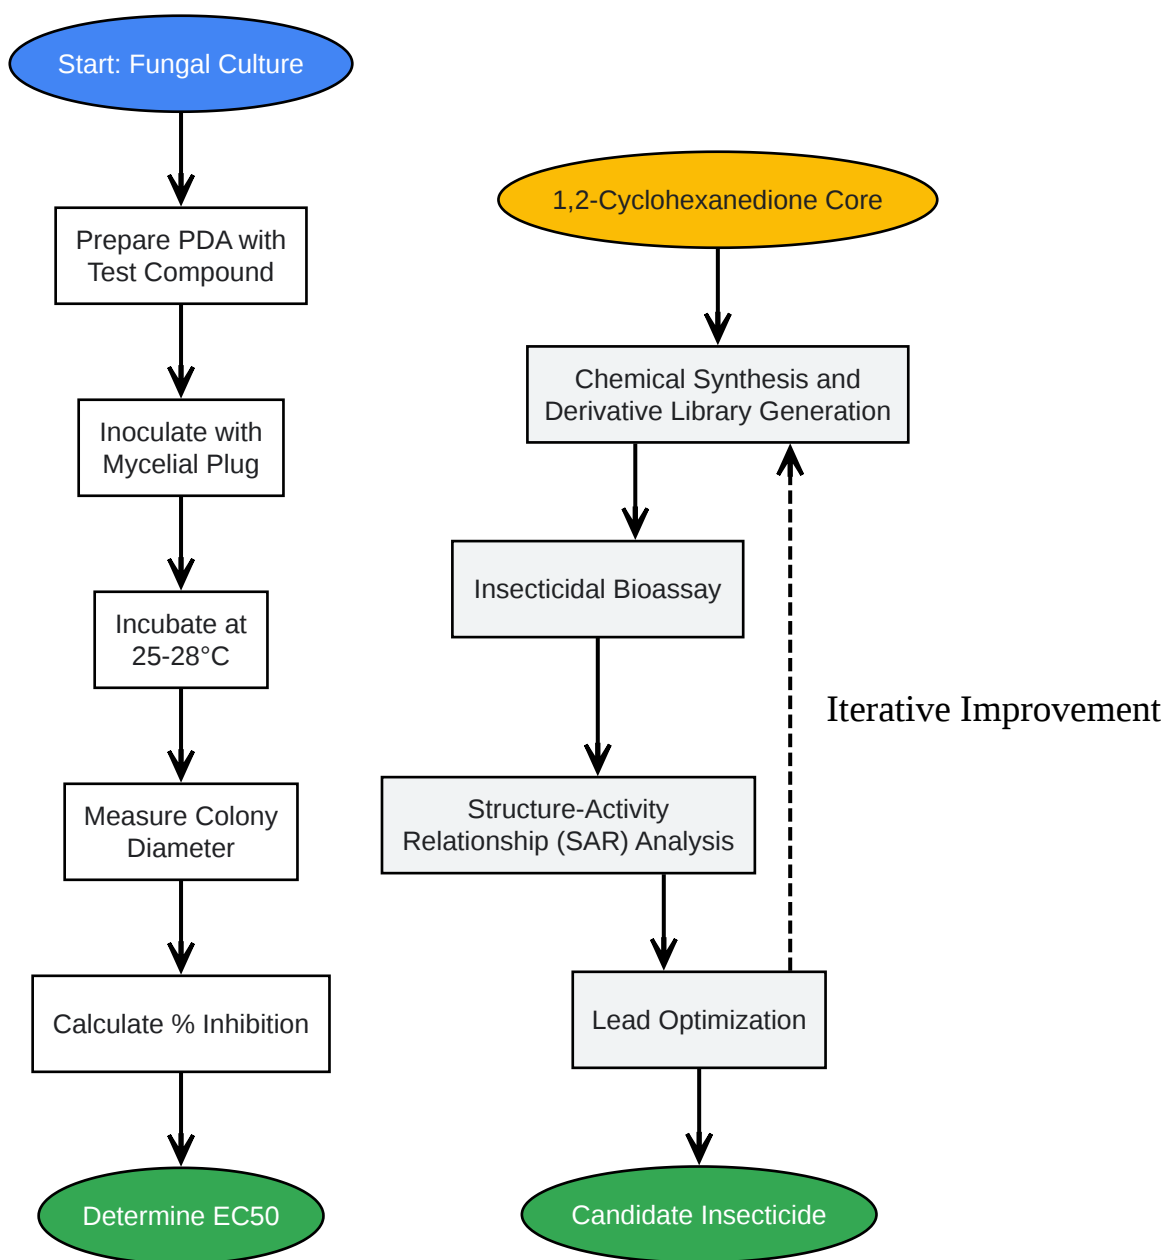 Start: Fungal Culture
Prepare PDA with
Test Compound
Inoculate with
Mycelial Plug
Incubate at
25-28°C
Measure Colony
Diameter
Calculate % Inhibition
Determine EC50
1,2-Cyclohexanedione Core
Chemical Synthesis and
Derivative Library Generation
Insecticidal Bioassay
Structure-Activity
Relationship (SAR) Analysis
Lead Optimization
Candidate Insecticide
Iterative Improvement